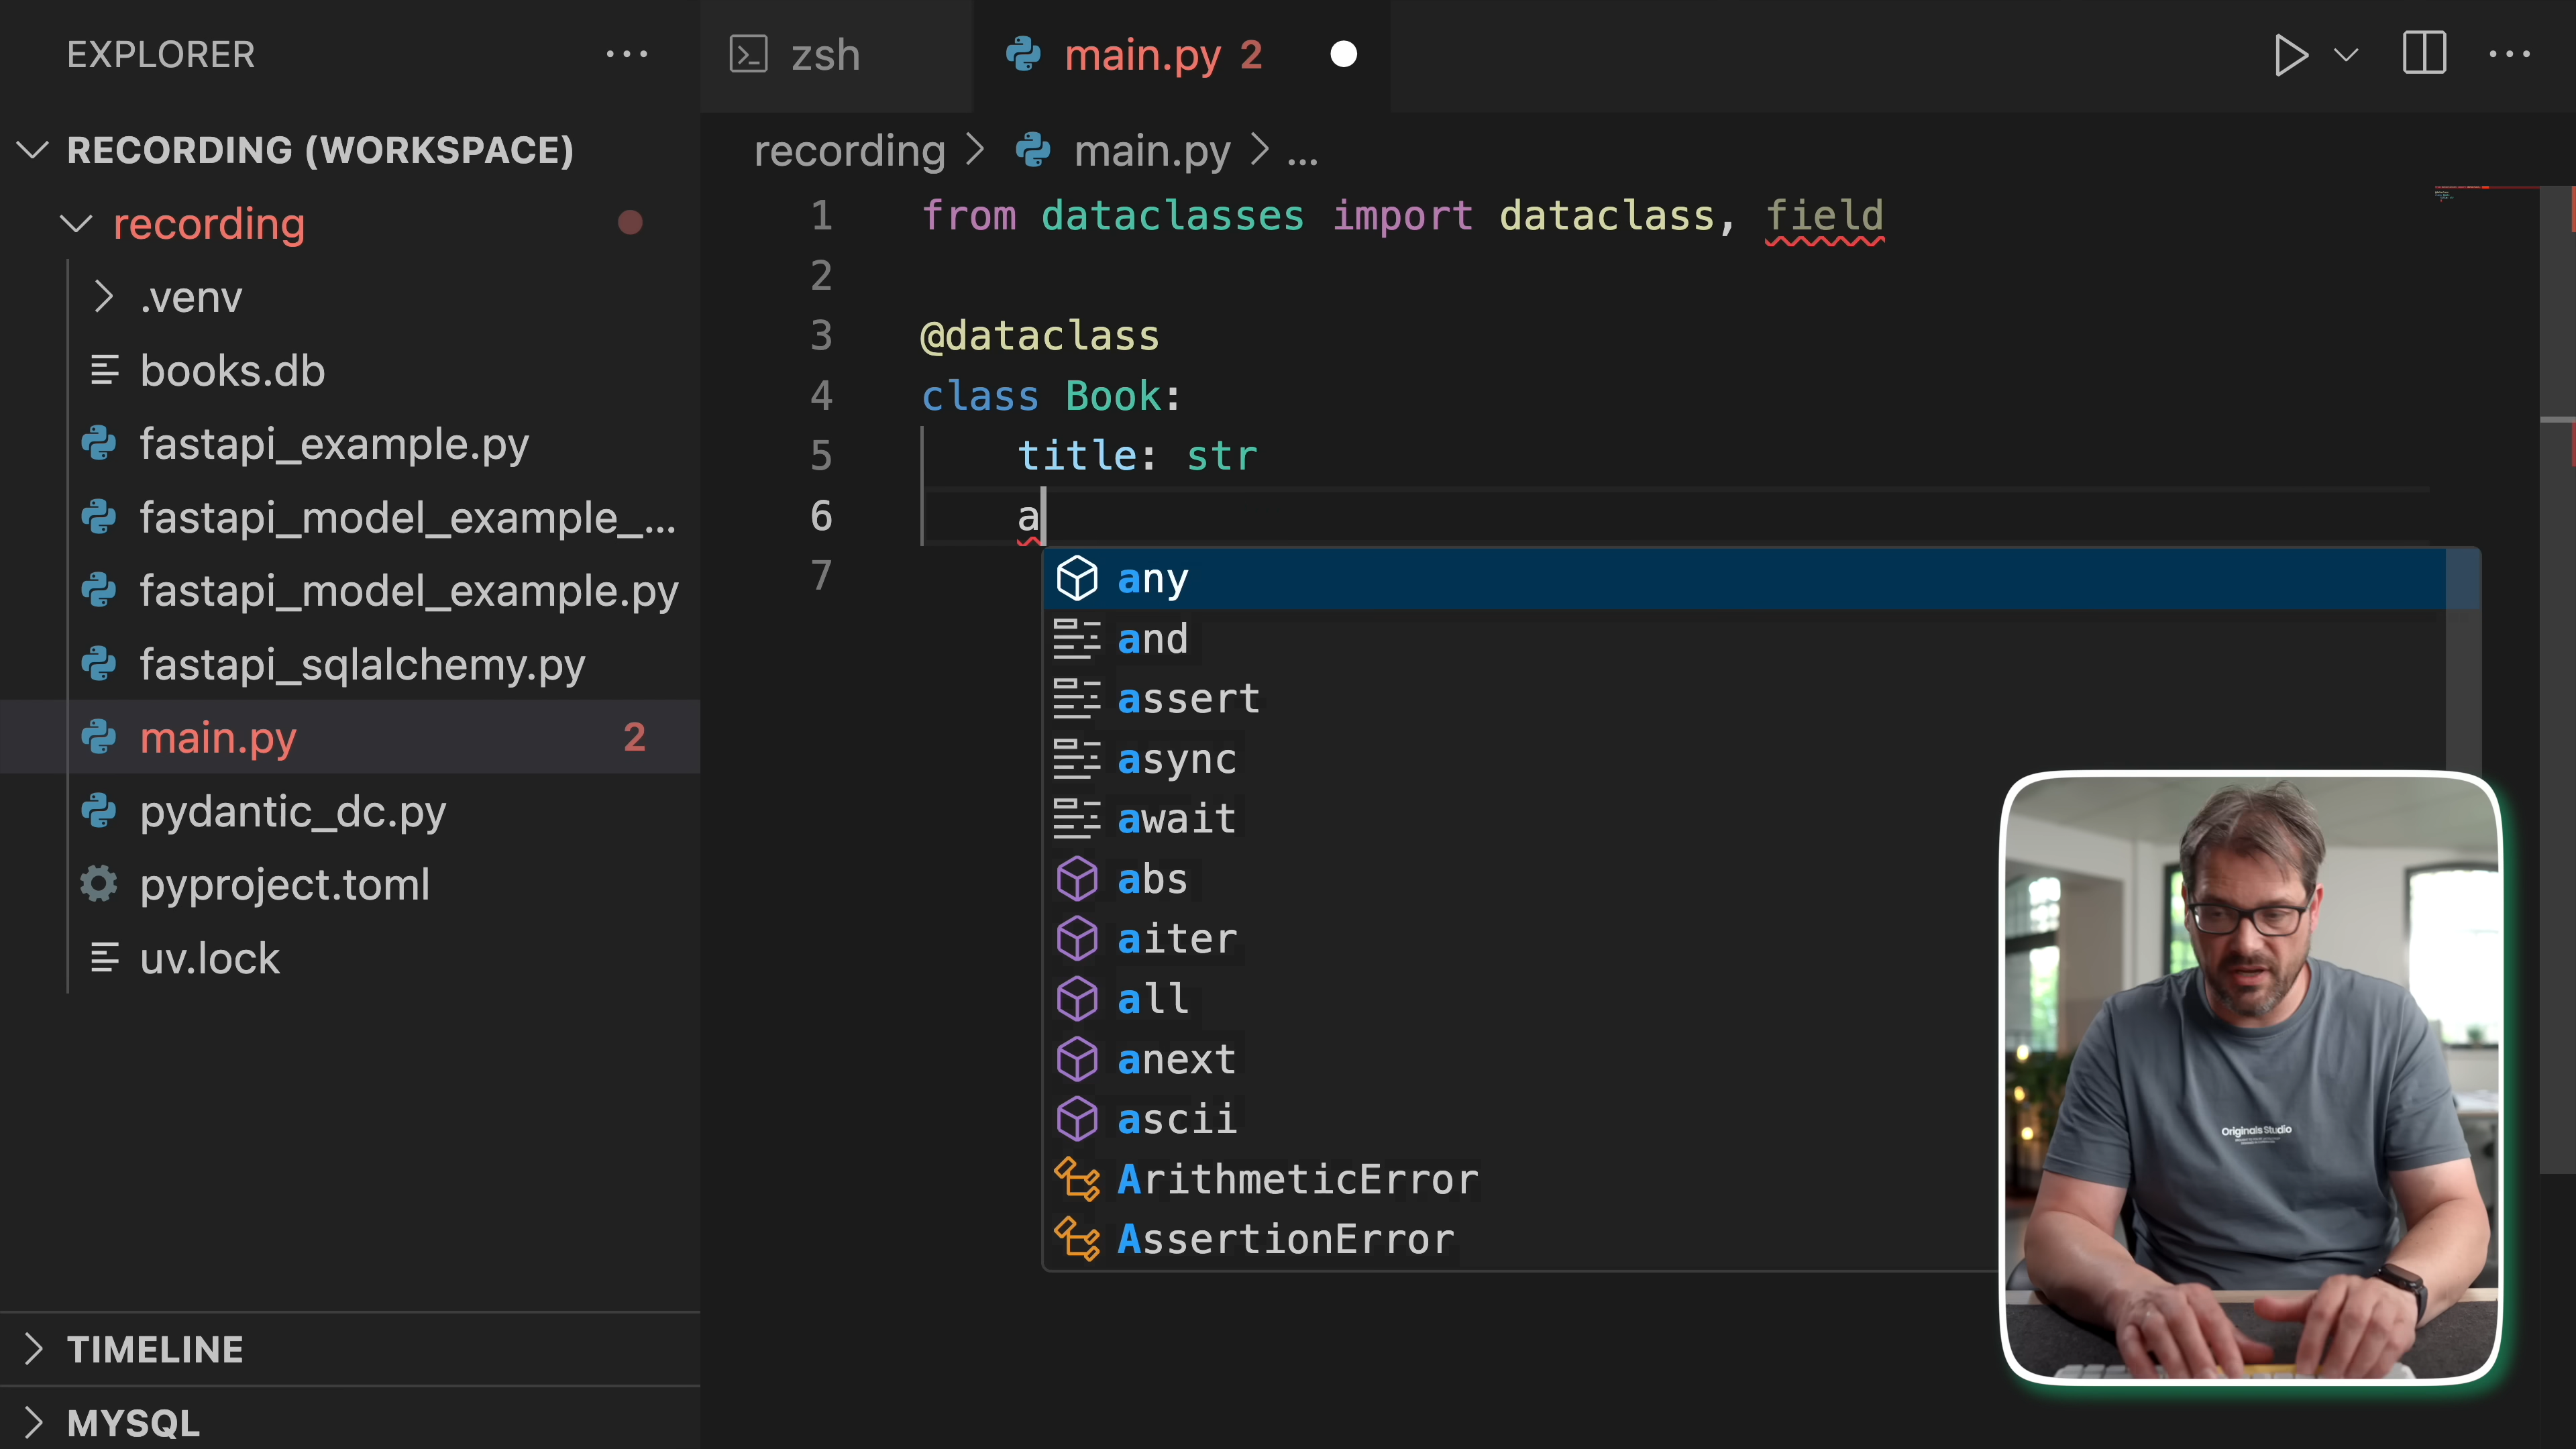 EXPLORER
RECORDING (WORKSPACE)
recording
.venv
books.db
fastapi_example.py
fastapi_model_example_...
fastapi_model_example.py
fastapi_sqlalchemy.py
main.py 2
pydantic_dc.py
pyproject.toml
uv.lock
TIMELINE
MYSQL
zsh
main.py 2
recording > main.py > ...
1 from dataclasses import dataclass, field
2
3 @dataclass
4 class Book:
5 title: str
6 a
7
any
and
assert
async
await
abs
aiter
all
anext
ascii
ArithmeticError
AssertionError
Originals Studio